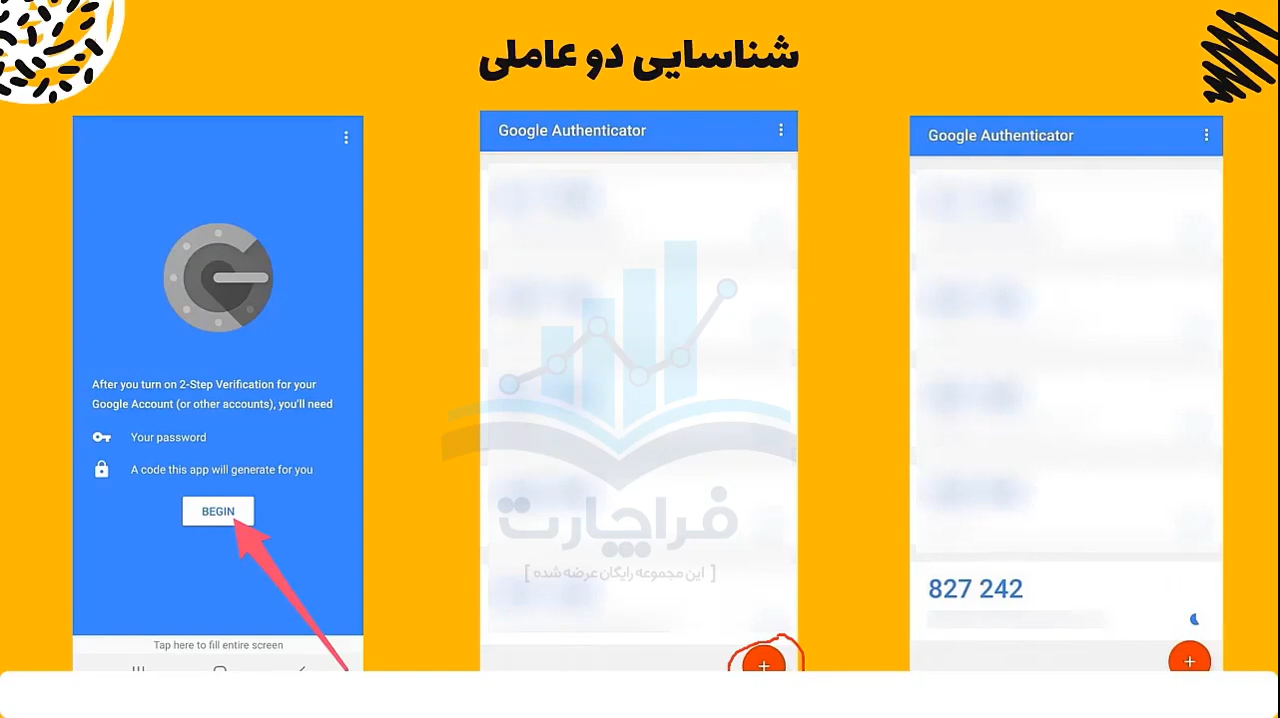 شناسایی دو عاملی
After you turn on 2-Step Verification for your
Google Account (or other accounts), you'll need
Your password
A code this app will generate for you
BEGIN
Tap here to fill entire screen
Google Authenticator
فراچارت
[ این مجموعه رایگان عرضه شده ]
Google Authenticator
827 242